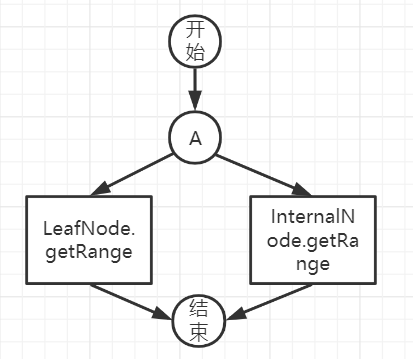 开
始
A
LeafNode.
getRange
InternalN
ode.getRa
nge
结
束